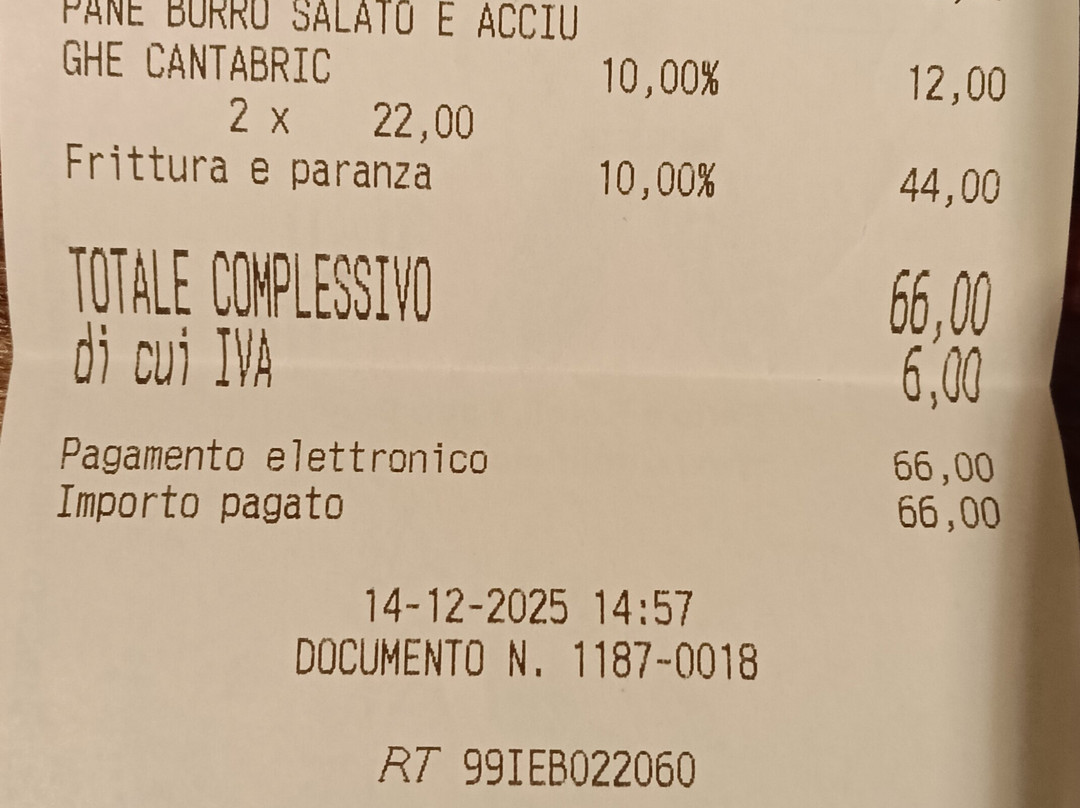 PANE BURRO SALATO E ACCIU
GHE CANTABRIC 10,00% 12,00
2 x 22,00
Frittura e paranza 10,00% 44,00
TOTALE COMPLESSIVO 66,00
di cui IVA 6,00
Pagamento elettronico 66,00
Importo pagato 66,00
14-12-2025 14:57
DOCUMENTO N. 1187-0018
RT 99IEB022060